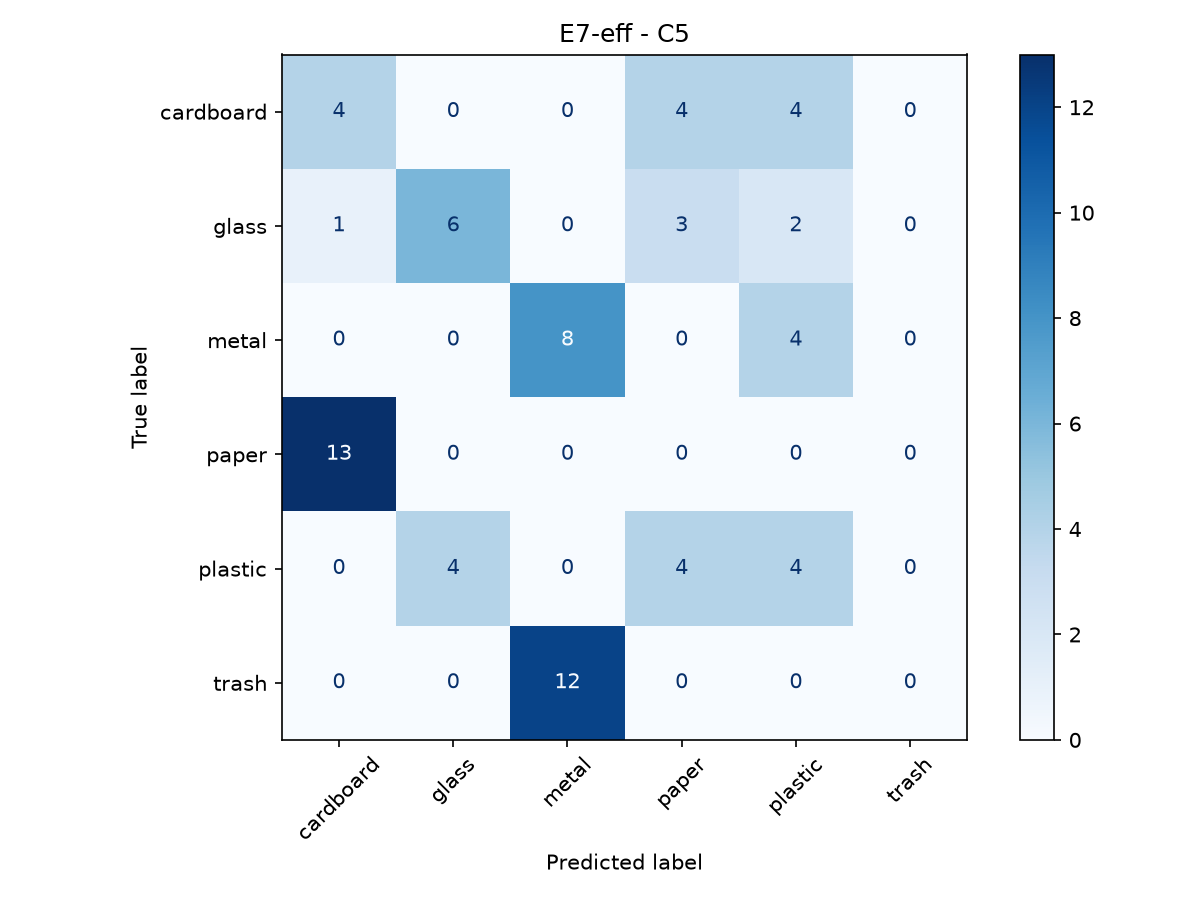 E7-eff - C5
cardboard 4 0 0 4 4 0
glass 1 6 0 3 2 0
metal 0 0 8 0 4 0
paper 13 0 0 0 0 0
plastic 0 4 0 4 4 0
trash 0 0 12 0 0 0
cardboard glass metal paper plastic trash
Predicted label
True label
12
10
8
6
4
2
0